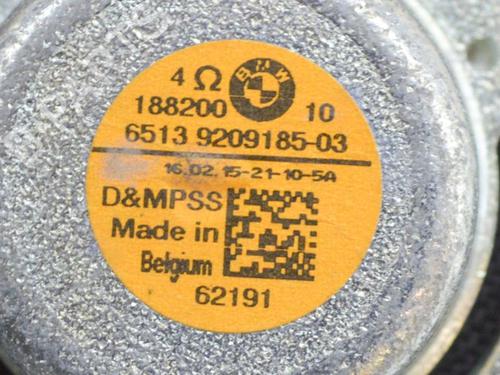 4 Ω BMW
188200 10
6513 9209185-03
16.02.15-21-10-5A
D&MPSS
Made in
Belgium
62191